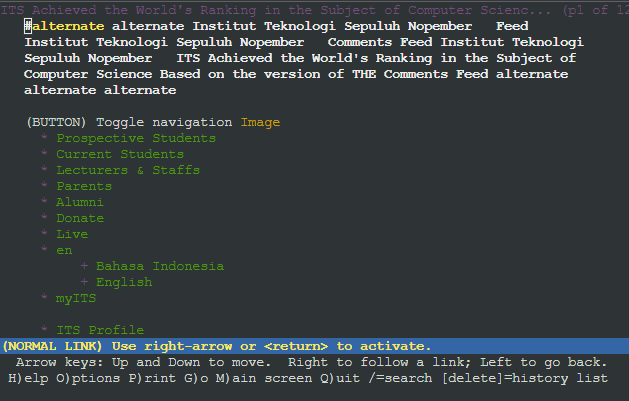 ITS Achieved the World's Ranking in the Subject of Computer Scienc... (p1 of 12
#alternate alternate Institut Teknologi Sepuluh Nopember Feed
Institut Teknologi Sepuluh Nopember Comments Feed Institut Teknologi
Sepuluh Nopember ITS Achieved the World's Ranking in the Subject of
Computer Science Based on the version of THE Comments Feed alternate
alternate alternate
(BUTTON) Toggle navigation Image
* Prospective Students
* Current Students
* Lecturers & Staffs
* Parents
* Alumni
* Donate
* Live
* en
+ Bahasa Indonesia
+ English
* myITS
* ITS Profile
(NORMAL LINK) Use right-arrow or <return> to activate.
Arrow keys: Up and Down to move. Right to follow a link; Left to go back.
H)elp O)ptions P)rint G)o M)ain screen Q)uit /=search [delete]=history list